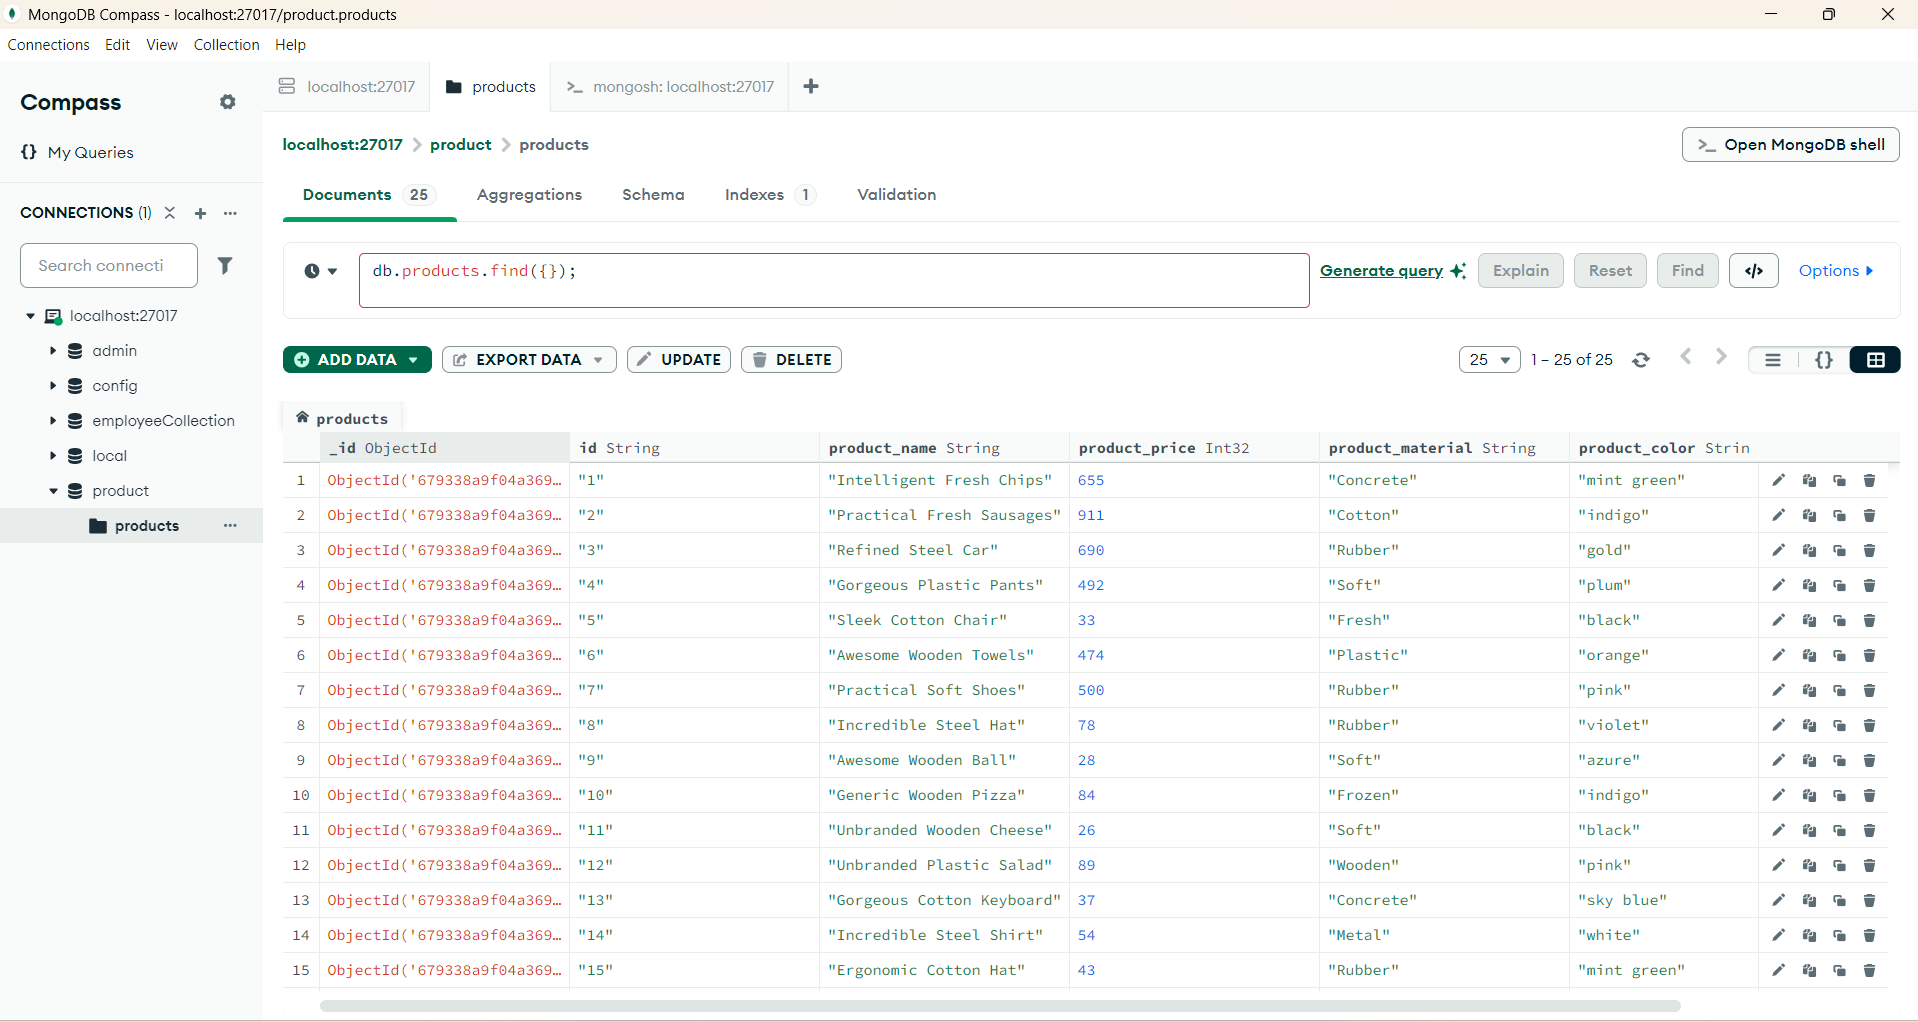 MongoDB Compass - localhost:27017/product.products
Connections Edit View Collection Help
localhost:27017 products >_ mongosh: localhost:27017 +
Compass
{} My Queries
CONNECTIONS (1)
Search connecti
localhost:27017
admin
config
employeeCollection
local
product
products
localhost:27017 > product > products
>_ Open MongoDB shell
Documents 25 Aggregations Schema Indexes 1 Validation
db.products.find({});
Generate query Explain Reset Find </> Options
ADD DATA EXPORT DATA UPDATE DELETE
25 1 – 25 of 25 {}
products
_id ObjectId id String product_name String product_price Int32 product_material String product_color Strin
1 ObjectId('679338a9f04a369… "1" "Intelligent Fresh Chips" 655 "Concrete" "mint green"
2 ObjectId('679338a9f04a369… "2" "Practical Fresh Sausages" 911 "Cotton" "indigo"
3 ObjectId('679338a9f04a369… "3" "Refined Steel Car" 690 "Rubber" "gold"
4 ObjectId('679338a9f04a369… "4" "Gorgeous Plastic Pants" 492 "Soft" "plum"
5 ObjectId('679338a9f04a369… "5" "Sleek Cotton Chair" 33 "Fresh" "black"
6 ObjectId('679338a9f04a369… "6" "Awesome Wooden Towels" 474 "Plastic" "orange"
7 ObjectId('679338a9f04a369… "7" "Practical Soft Shoes" 500 "Rubber" "pink"
8 ObjectId('679338a9f04a369… "8" "Incredible Steel Hat" 78 "Rubber" "violet"
9 ObjectId('679338a9f04a369… "9" "Awesome Wooden Ball" 28 "Soft" "azure"
10 ObjectId('679338a9f04a369… "10" "Generic Wooden Pizza" 84 "Frozen" "indigo"
11 ObjectId('679338a9f04a369… "11" "Unbranded Wooden Cheese" 26 "Soft" "black"
12 ObjectId('679338a9f04a369… "12" "Unbranded Plastic Salad" 89 "Wooden" "pink"
13 ObjectId('679338a9f04a369… "13" "Gorgeous Cotton Keyboard" 37 "Concrete" "sky blue"
14 ObjectId('679338a9f04a369… "14" "Incredible Steel Shirt" 54 "Metal" "white"
15 ObjectId('679338a9f04a369… "15" "Ergonomic Cotton Hat" 43 "Rubber" "mint green"